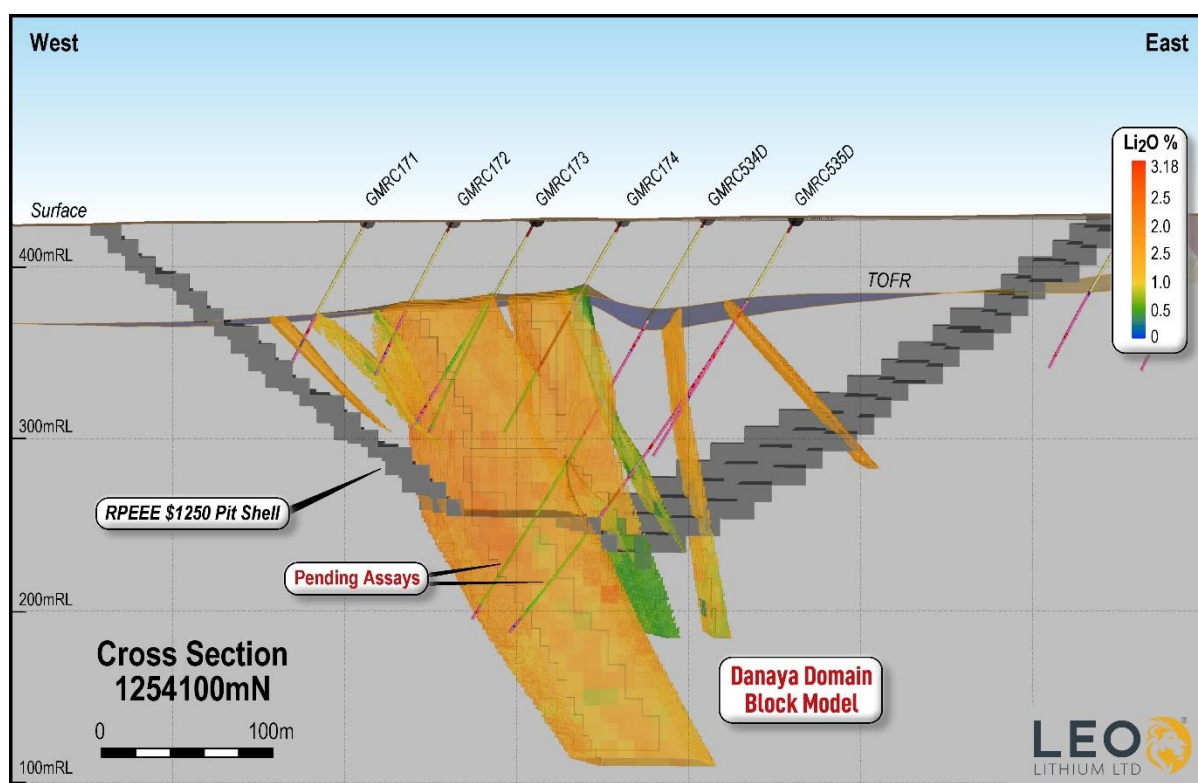 West
East
GMRC171
GMRC172
GMRC173
GMRC174
GMRC534D
GMRC535D
Li2O %
3.18
2.5
2.0
2.5
1.0
0.5
0
Surface
400mRL
TOFR
300mRL
RPEEE $1250 Pit Shell
Pending Assays
200mRL
Cross Section
1254100mN
0 100m
Danaya Domain
Block Model
100mRL
LEO
LITHIUM LTD